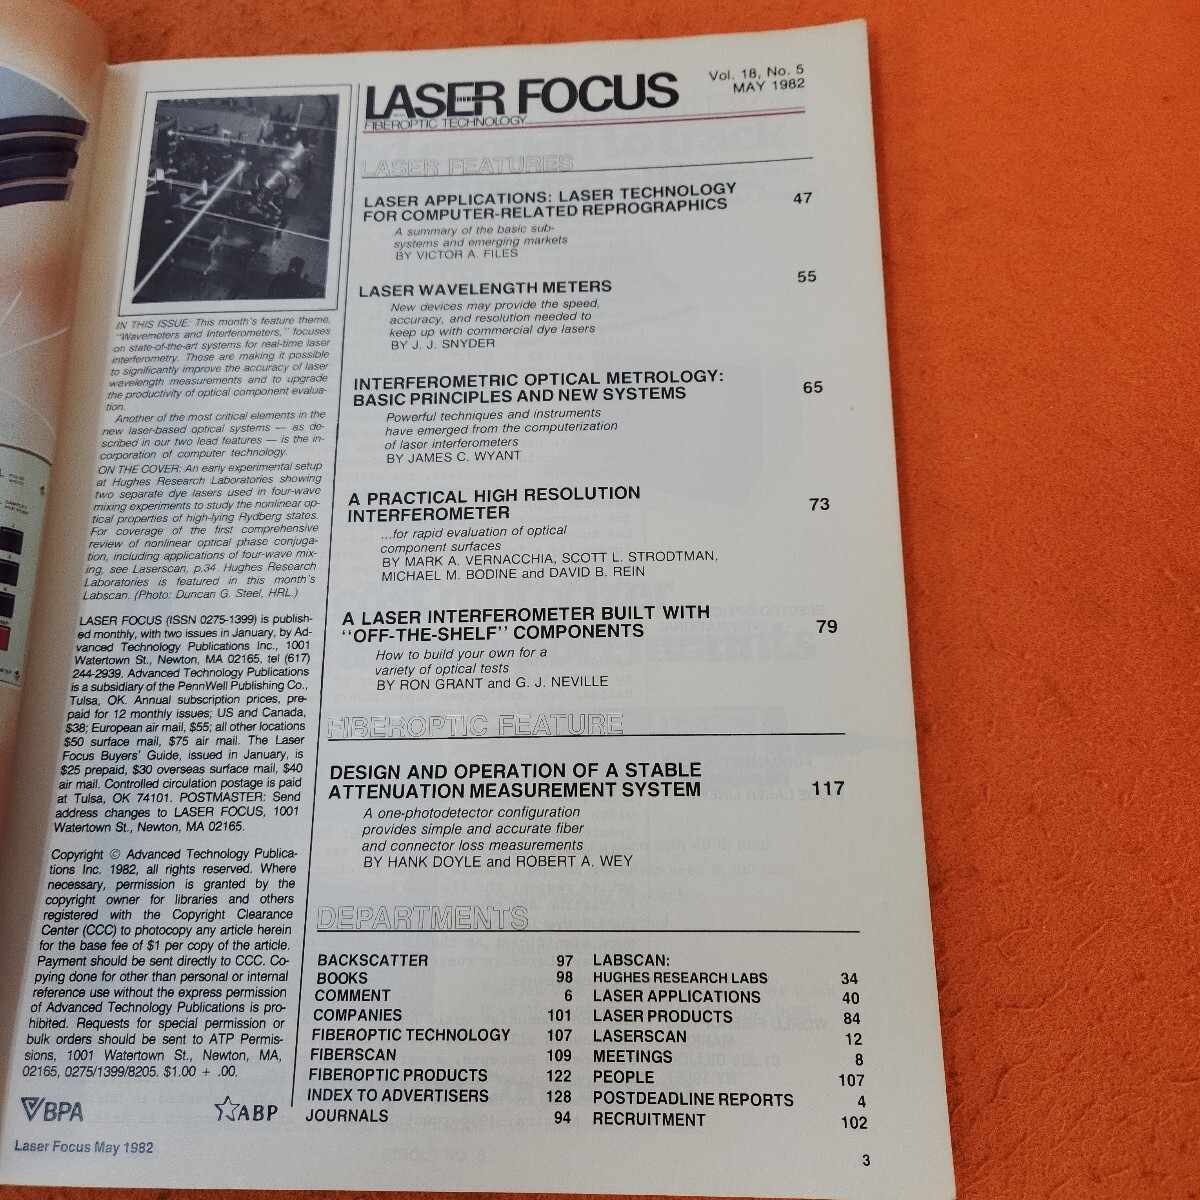 LASER FOCUS
WITH
FIBEROPTIC TECHNOLOGY
Vol. 18, No. 5
MAY 1982
IN THIS ISSUE: This month's feature theme,
"Wavemeters and Interferometers," focuses
on state-of-the-art systems for real-time laser
interferometry. These are making it possible
to significantly improve the accuracy of laser
wavelength measurements and to upgrade
the productivity of optical component evalua-
tion.
Another of the most critical elements in the
new laser-based optical systems — as de-
scribed in our two lead features — is the in-
corporation of computer technology.
ON THE COVER: An early experimental setup
at Hughes Research Laboratories showing
two separate dye lasers used in four-wave
mixing experiments to study the nonlinear op-
tical properties of high-lying Rydberg states.
For coverage of the first comprehensive
review of nonlinear optical phase conjuga-
tion, including applications of four-wave mix-
ing, see Laserscan, p.34. Hughes Research
Laboratories is featured in this month's
Labscan. (Photo: Duncan G. Steel, HRL.)
LASER FOCUS (ISSN 0275-1399) is publish-
ed monthly, with two issues in January, by Ad-
vanced Technology Publications Inc., 1001
Watertown St., Newton, MA 02165, tel (617)
244-2939. Advanced Technology Publications
is a subsidiary of the PennWell Publishing Co.,
Tulsa, OK. Annual subscription prices, pre-
paid for 12 monthly issues; US and Canada,
$38; European air mail, $55; all other locations
$50 surface mail, $75 air mail. The Laser
Focus Buyers' Guide, issued in January, is
$25 prepaid, $30 overseas surface mail, $40
air mail. Controlled circulation postage is paid
at Tulsa, OK 74101. POSTMASTER: Send
address changes to LASER FOCUS, 1001
Watertown St., Newton, MA 02165.
Copyright © Advanced Technology Publica-
tions Inc. 1982, all rights reserved. Where
necessary, permission is granted by the
copyright owner for libraries and others
registered with the Copyright Clearance
Center (CCC) to photocopy any article herein
for the base fee of $1 per copy of the article.
Payment should be sent directly to CCC. Co-
pying done for other than personal or internal
reference use without the express permission
of Advanced Technology Publications is pro-
hibited. Requests for special permission or
bulk orders should be sent to ATP Permis-
sions, 1001 Watertown St., Newton, MA,
02165, 0275/1399/8205. $1.00 + .00.
BPA ABP
LASER FEATURES
LASER APPLICATIONS: LASER TECHNOLOGY
FOR COMPUTER-RELATED REPROGRAPHICS 47
A summary of the basic sub-
systems and emerging markets
BY VICTOR A. FILES
LASER WAVELENGTH METERS 55
New devices may provide the speed,
accuracy, and resolution needed to
keep up with commercial dye lasers
BY J. J. SNYDER
INTERFEROMETRIC OPTICAL METROLOGY:
BASIC PRINCIPLES AND NEW SYSTEMS 65
Powerful techniques and instruments
have emerged from the computerization
of laser interferometers
BY JAMES C. WYANT
A PRACTICAL HIGH RESOLUTION
INTERFEROMETER 73
...for rapid evaluation of optical
component surfaces
BY MARK A. VERNACCHIA, SCOTT L. STRODTMAN,
MICHAEL M. BODINE and DAVID B. REIN
A LASER INTERFEROMETER BUILT WITH
"OFF-THE-SHELF" COMPONENTS 79
How to build your own for a
variety of optical tests
BY RON GRANT and G. J. NEVILLE
FIBEROPTIC FEATURE
DESIGN AND OPERATION OF A STABLE
ATTENUATION MEASUREMENT SYSTEM 117
A one-photodetector configuration
provides simple and accurate fiber
and connector loss measurements
BY HANK DOYLE and ROBERT A. WEY
DEPARTMENTS
BACKSCATTER 97
BOOKS 98
COMMENT 6
COMPANIES 101
FIBEROPTIC TECHNOLOGY 107
FIBERSCAN 109
FIBEROPTIC PRODUCTS 122
INDEX TO ADVERTISERS 128
JOURNALS 94
LABSCAN:
HUGHES RESEARCH LABS 34
LASER APPLICATIONS 40
LASER PRODUCTS 84
LASERSCAN 12
MEETINGS 8
PEOPLE 107
POSTDEADLINE REPORTS 4
RECRUITMENT 102
Laser Focus May 1982
3